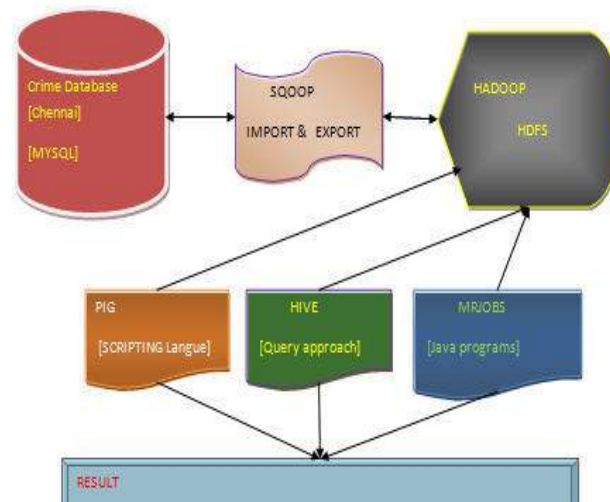 Crime Database
[Chennai]
[MYSQL]
SQOOP
IMPORT & EXPORT
HADOOP
HDFS
PIG
[SCRIPTING Langue]
HIVE
[Query approach]
MRJOBS
[Java programs]
RESULT